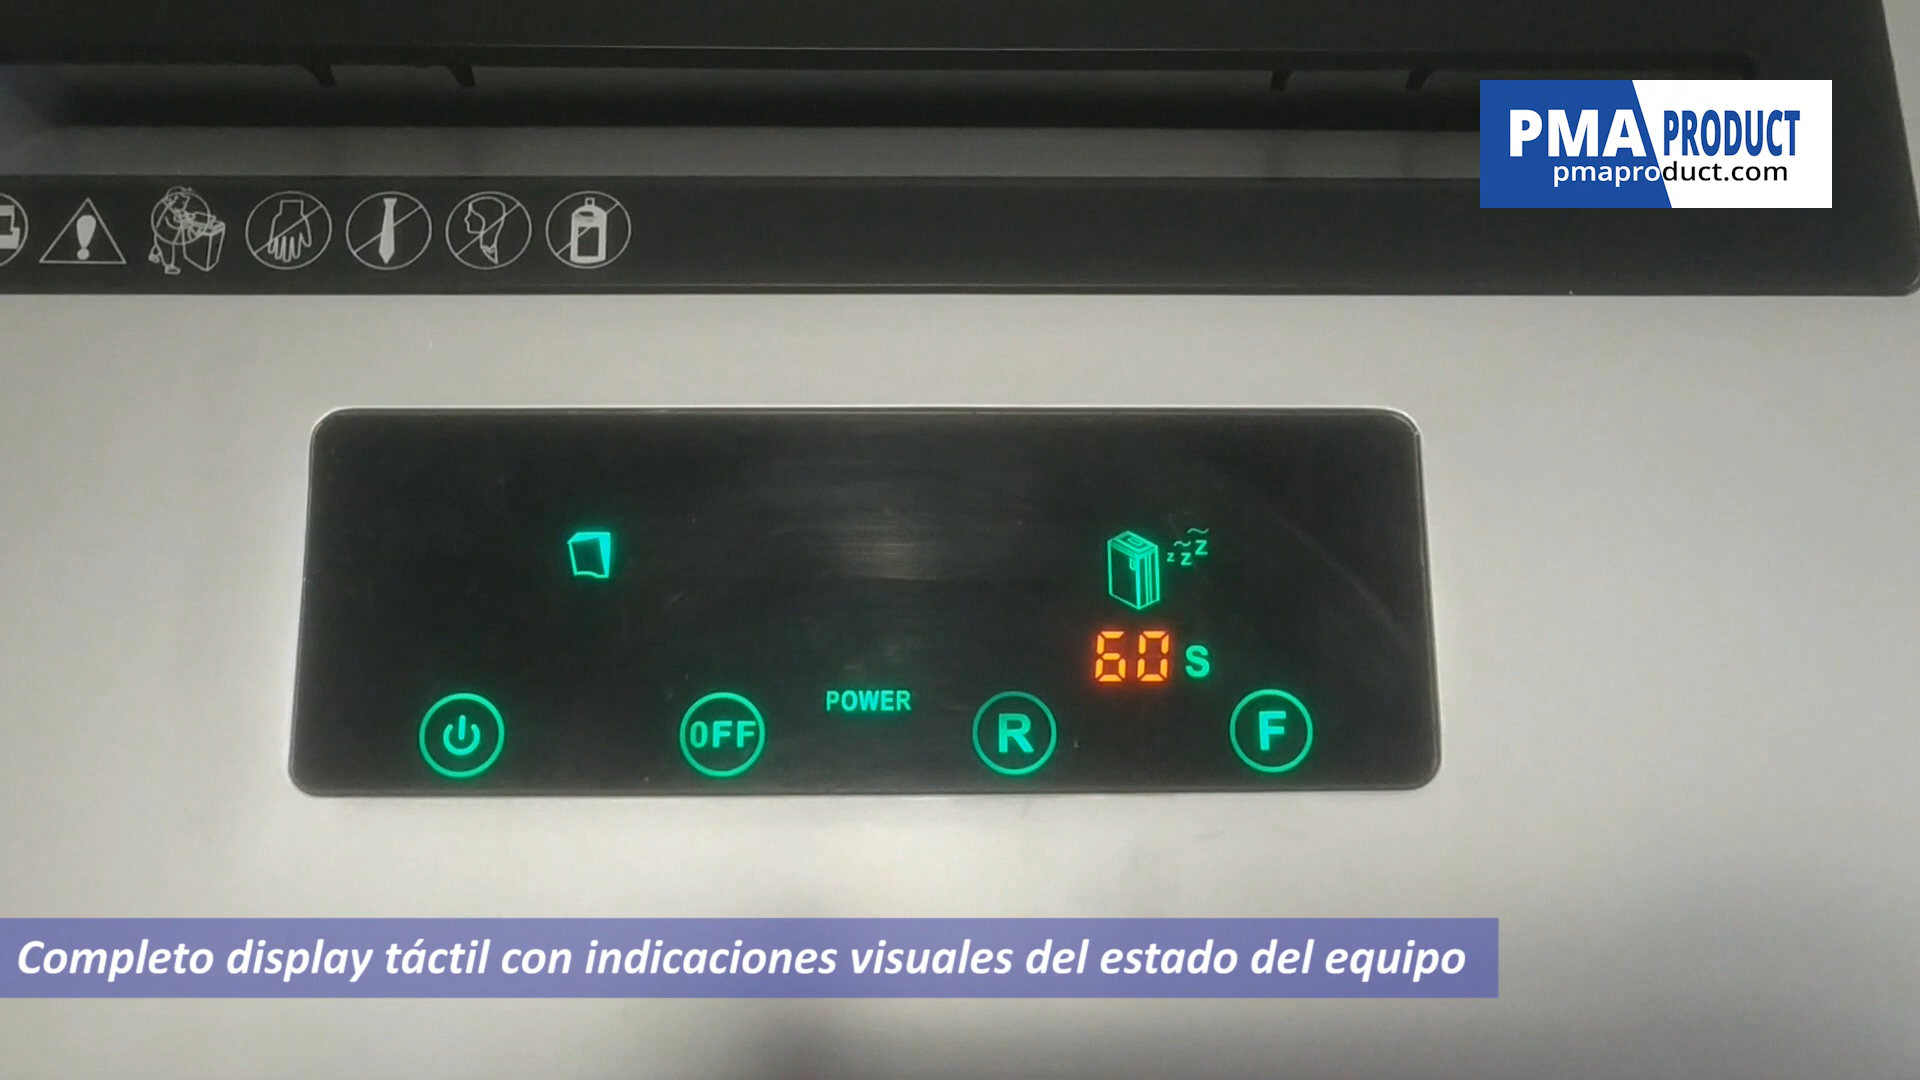 PMA PRODUCT
pmaproduct.com
z z z
60 S
POWER
OFF
R
F
Completo display táctil con indicaciones visuales del estado del equipo